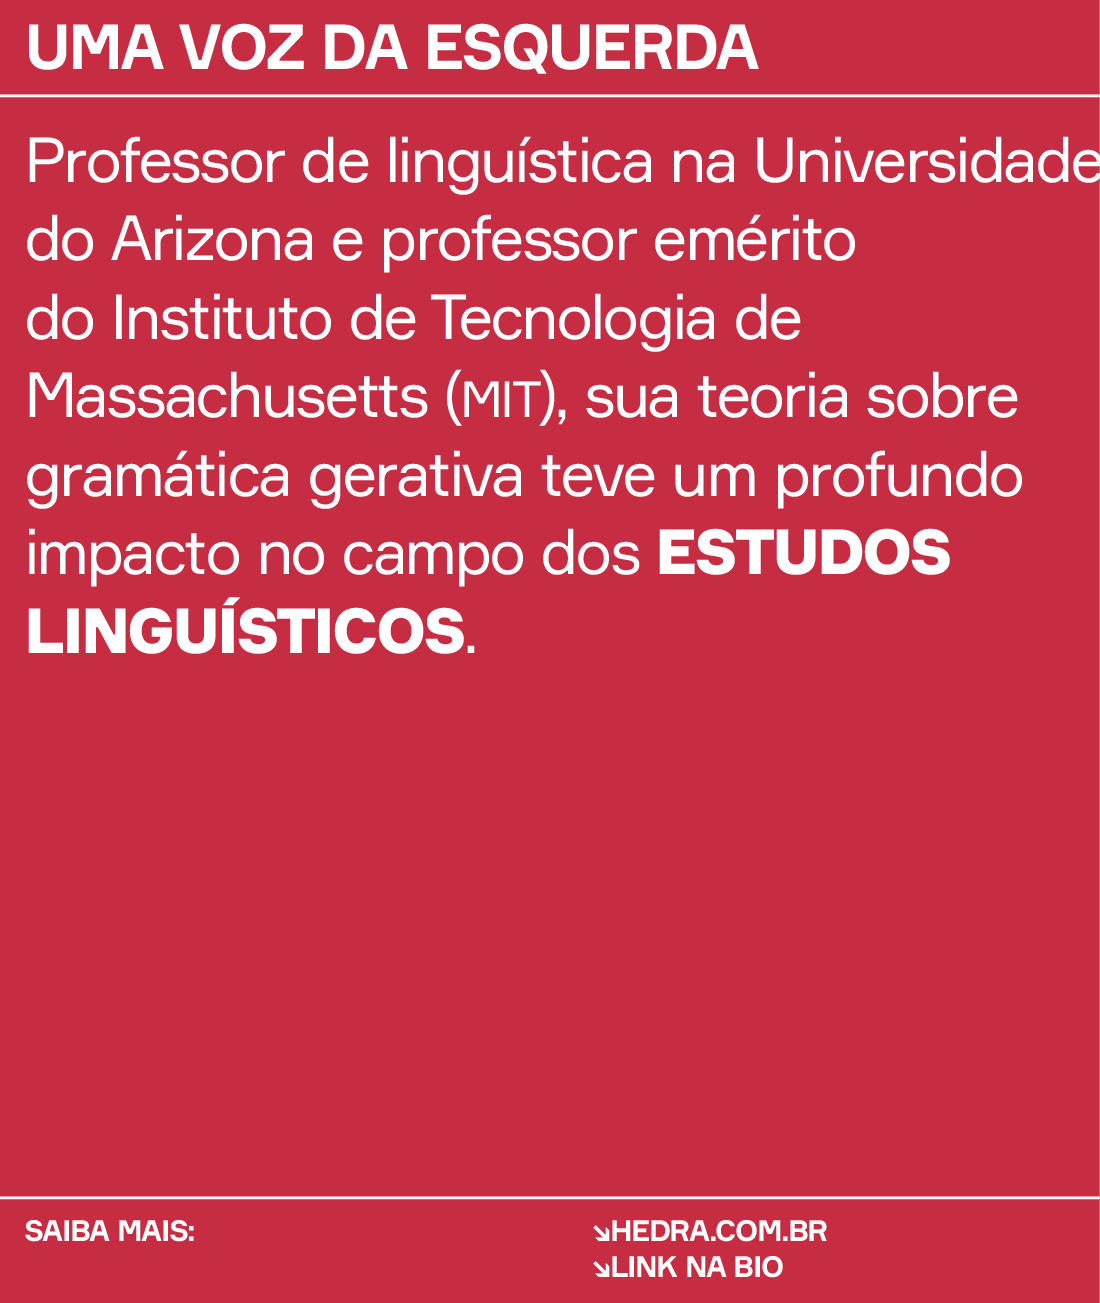 UMA VOZ DA ESQUERDA
Professor de linguística na Universidade
do Arizona e professor emérito
do Instituto de Tecnologia de
Massachusetts (MIT), sua teoria sobre
gramática gerativa teve um profundo
impacto no campo dos ESTUDOS
LINGUÍSTICOS.
SAIBA MAIS:
↘HEDRA.COM.BR
↘LINK NA BIO